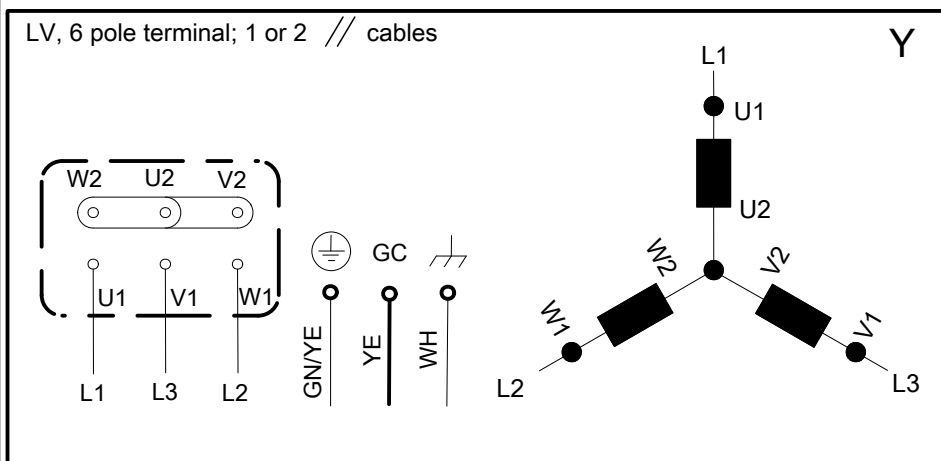 LV, 6 pole terminal; 1 or 2 // cables
Y
L1
U1
U2
W2
V2
W1
V1
L2
L3
W2 U2 V2
U1 V1 W1
L1 L3 L2
GC
GN/YE
YE
WH